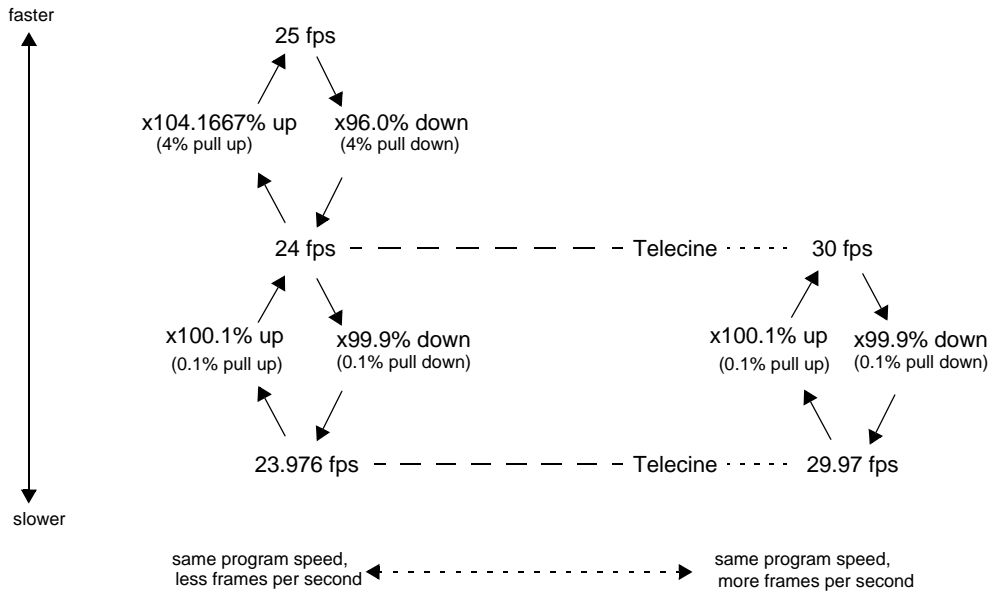 faster
25 fps
x104.1667% up
(4% pull up)
x96.0% down
(4% pull down)
24 fps
Telecine
30 fps
x100.1% up
(0.1% pull up)
x99.9% down
(0.1% pull down)
x100.1% up
(0.1% pull up)
x99.9% down
(0.1% pull down)
23.976 fps
Telecine
29.97 fps
slower
same program speed,
less frames per second
same program speed,
more frames per second